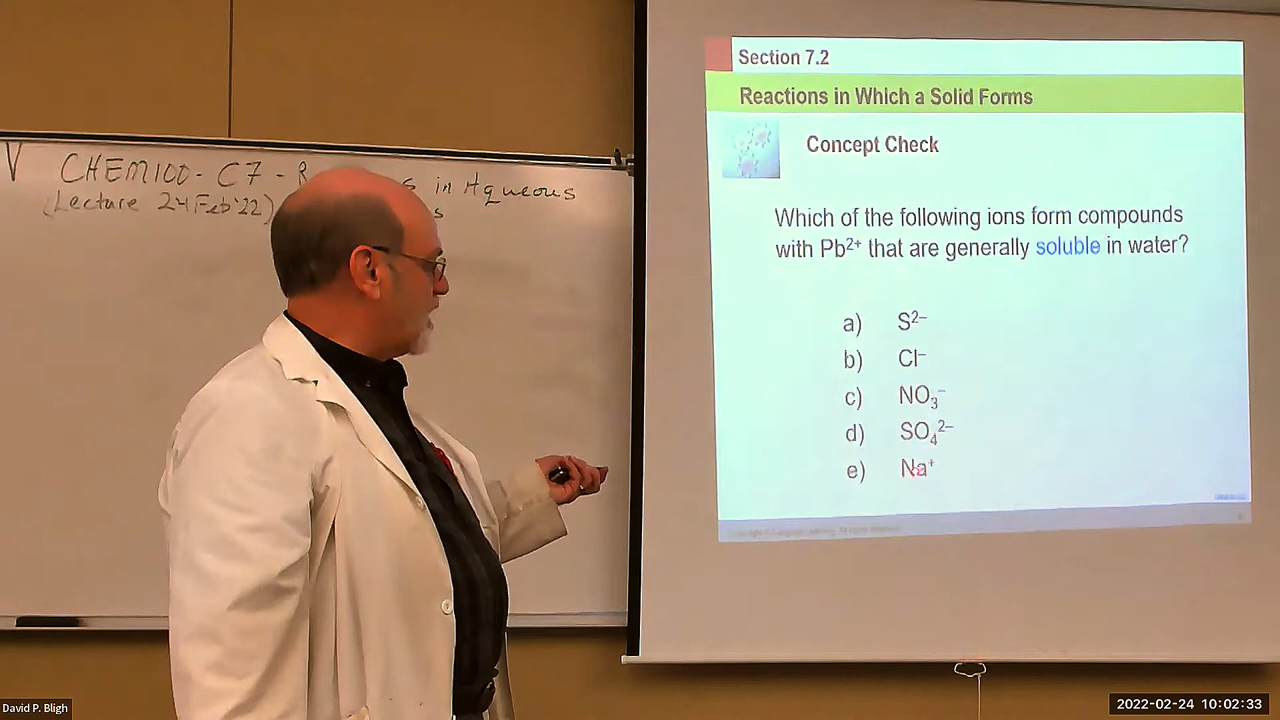 V CHEM100 - C7 - R s in Aqueous
(Lecture 24 Feb '22) s
Section 7.2
Reactions in Which a Solid Forms
Concept Check
Which of the following ions form compounds
with Pb²⁺ that are generally soluble in water?
a) S²⁻
b) Cl⁻
c) NO₃⁻
d) SO₄²⁻
e) Na⁺
David P. Bligh
2022-02-24 10:02:33